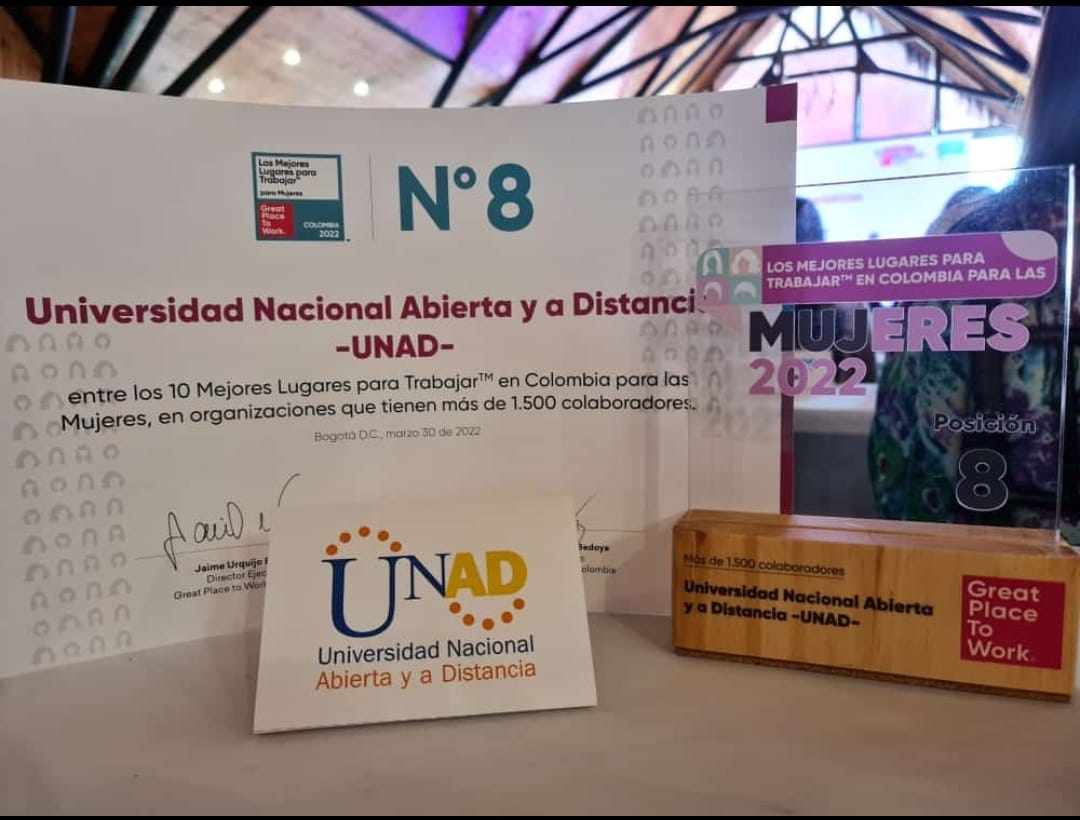 Los Mejores
Lugares para
Trabajar™
para Mujeres
Great
Place
To
Work.
COLOMBIA
2022
N° 8
Universidad Nacional Abierta y a Distanci
-UNAD-
entre los 10 Mejores Lugares para Trabajar™ en Colombia para las
Mujeres, en organizaciones que tienen más de 1.500 colaboradores.
Bogotá D.C., marzo 30 de 2022
Jaime Urquijo
Director Ejec
Great Place to Wor
Bedoya
olombia
UNAD
Universidad Nacional
Abierta y a Distancia
LOS MEJORES LUGARES PARA
TRABAJAR™ EN COLOMBIA PARA LAS
MUJERES
2022
Posición
8
Más de 1.500 colaboradores
Universidad Nacional Abierta
y a Distancia -UNAD-
Great
Place
To
Work.